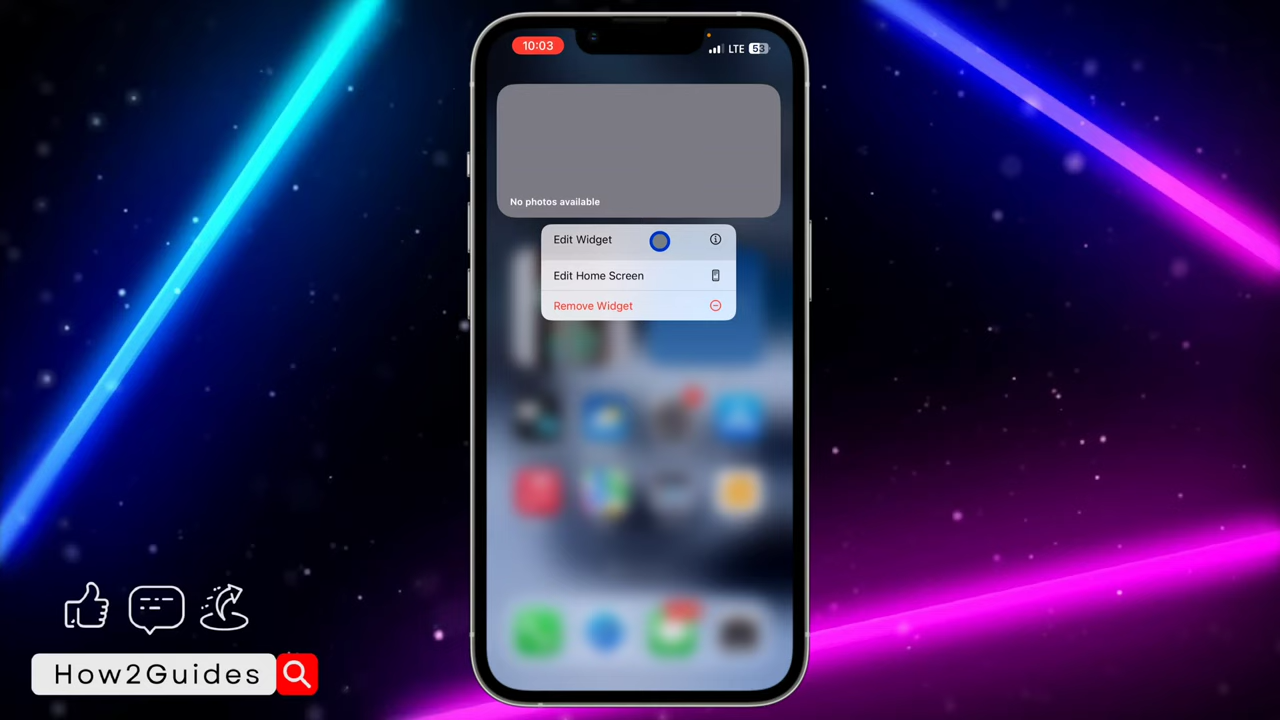 10:03
LTE 53
No photos available
Edit Widget
Edit Home Screen
Remove Widget
How2Guides